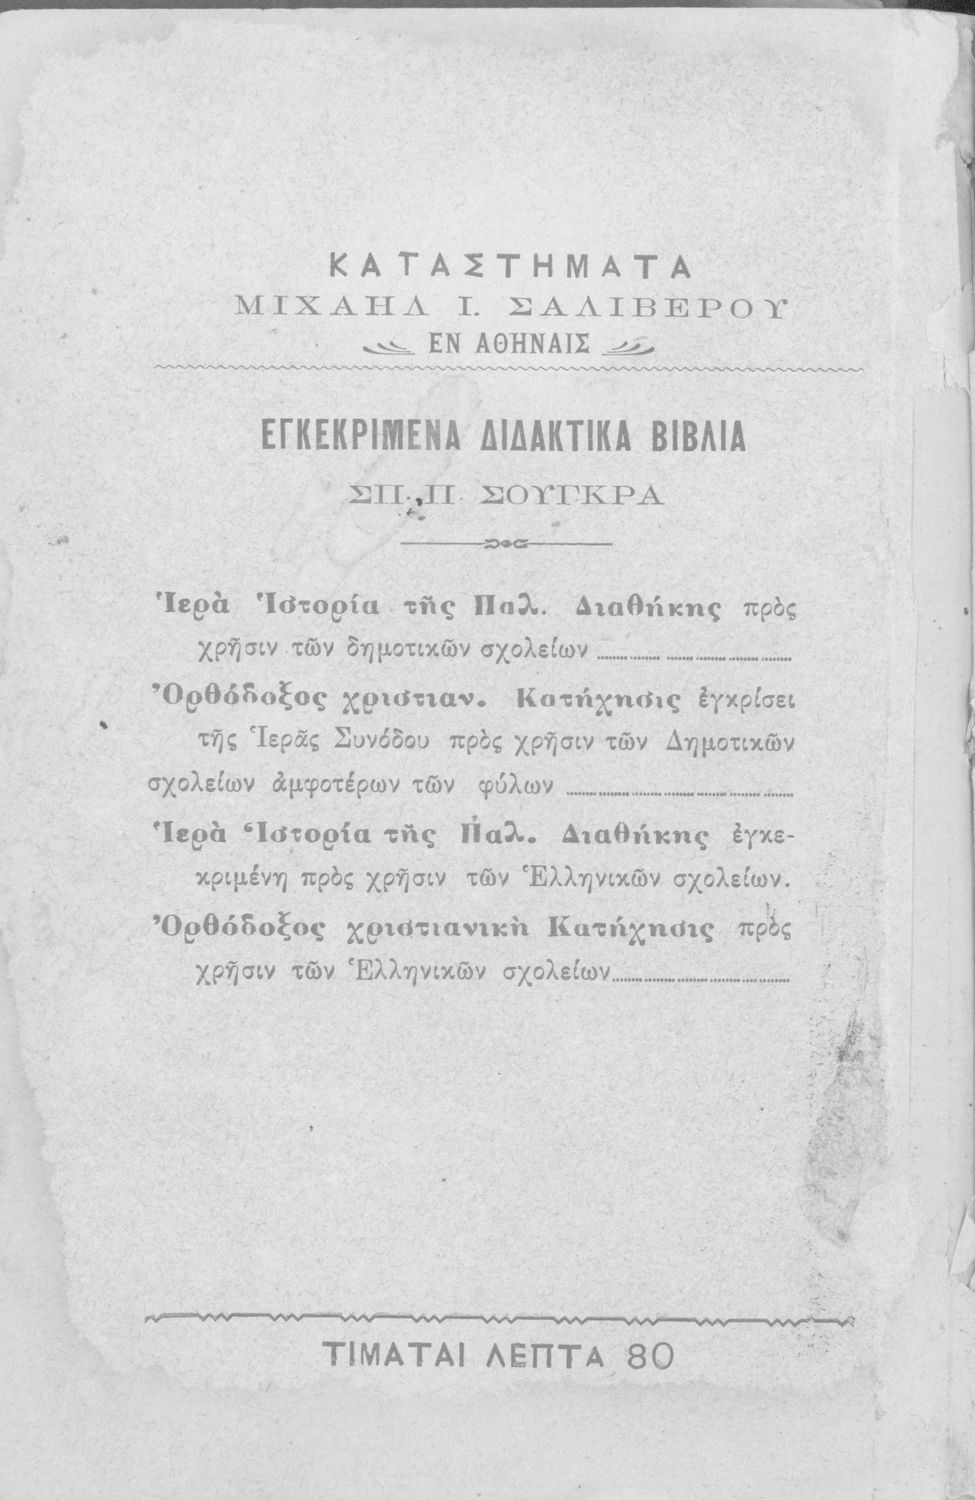 ΚΑΤΑΣΤΗΜΑΤΑ
ΜΙΧΑΗΛ Ι. ΣΑΛΙΒΕΡΟΥ
ΕΝ ΑΘΗΝΑΙΣ
ΕΓΚΕΚΡΙΜΕΝΑ ΔΙΔΑΚΤΙΚΑ ΒΙΒΛΙΑ
ΣΠ. Π. ΣΟΥΓΚΡΑ
Ἱερὰ Ἱστορία τῆς Παλ. Διαθήκης πρὸς
χρῆσιν τῶν δημοτικῶν σχολείων
Ὀρθόδοξος χριστιαν. Κατήχησις ἐγκρίσει
τῆς Ἱερᾶς Συνόδου πρὸς χρῆσιν τῶν Δημοτικῶν
σχολείων ἀμφοτέρων τῶν φύλων
Ἱερὰ Ἱστορία τῆς Παλ. Διαθήκης ἐγκε-
κριμένη πρὸς χρῆσιν τῶν Ἑλληνικῶν σχολείων.
Ὀρθόδοξος χριστιανικὴ Κατήχησις πρὸς
χρῆσιν τῶν Ἑλληνικῶν σχολείων
ΤΙΜΑΤΑΙ ΛΕΠΤΑ 80